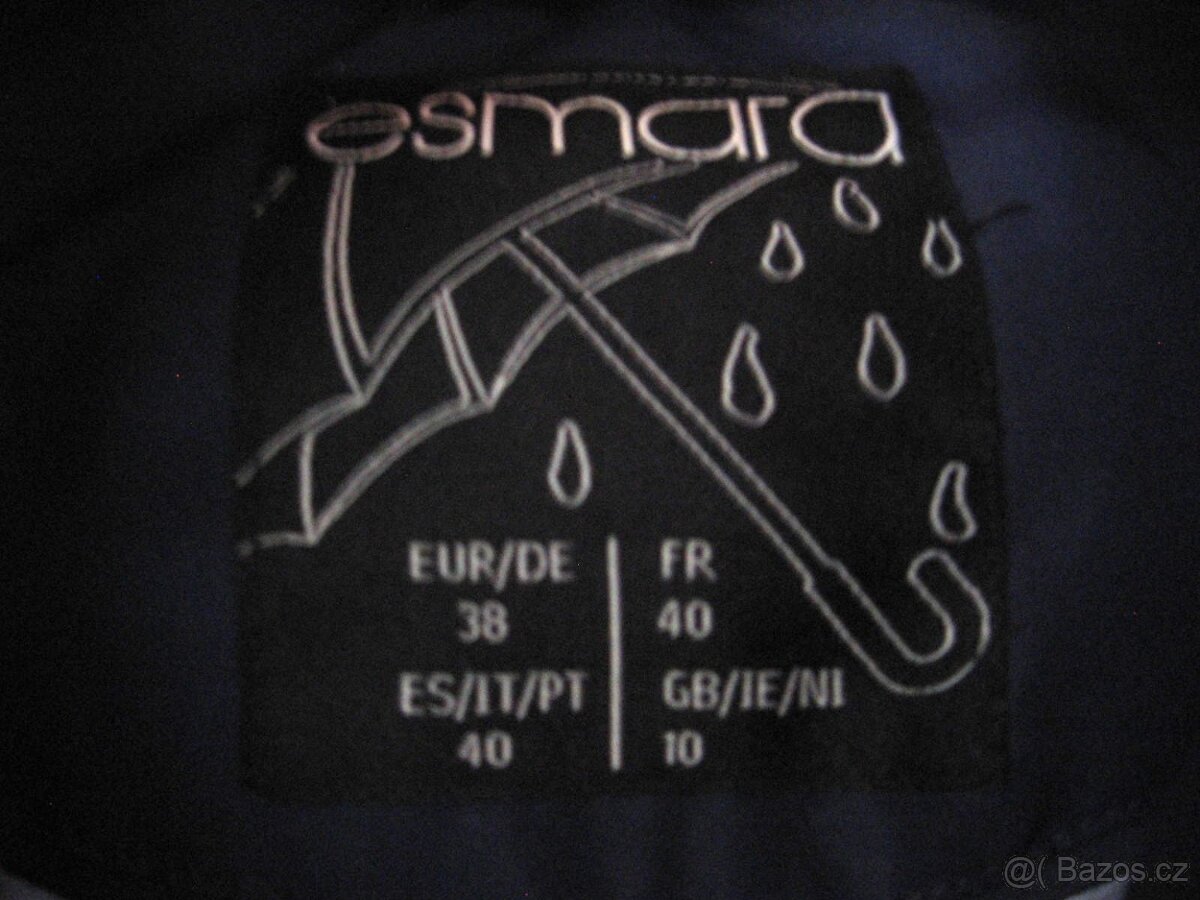 esmara
EUR/DE
38
FR
40
ES/IT/PT
40
GB/IE/NI
10
@( Bazos.cz